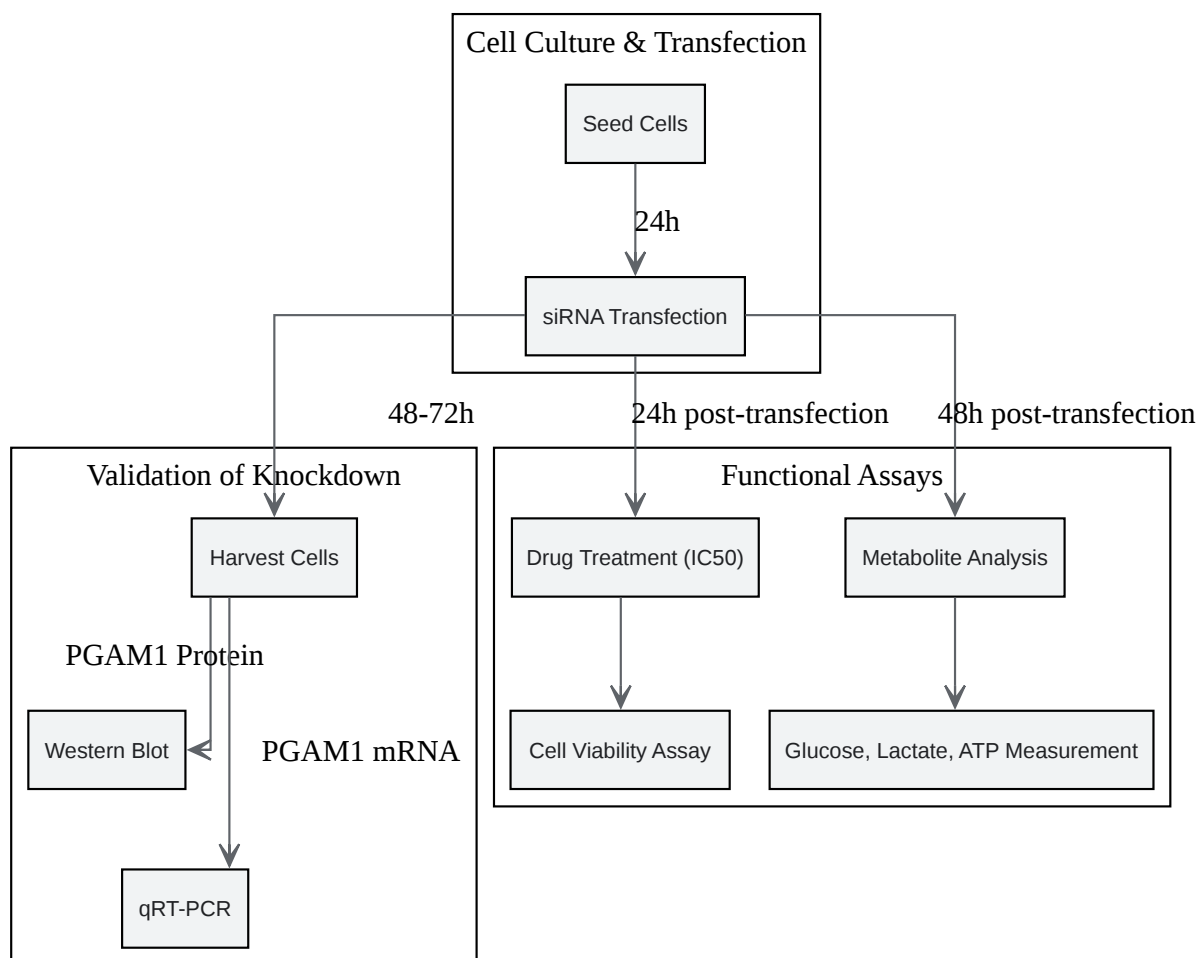 Cell Culture & Transfection
Seed Cells
24h
siRNA Transfection
48-72h
24h post-transfection
48h post-transfection
Validation of Knockdown
Functional Assays
Harvest Cells
Drug Treatment (IC50)
Metabolite Analysis
PGAM1 Protein
Western Blot
PGAM1 mRNA
Cell Viability Assay
Glucose, Lactate, ATP Measurement
qRT-PCR